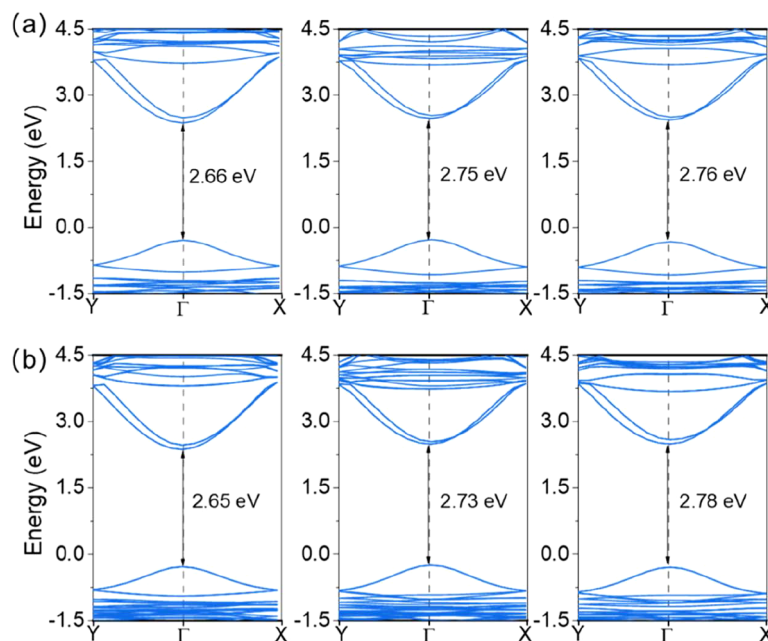 (a)
Energy (eV)
4.5
3.0
1.5
0.0
-1.5
2.66 eV
Y Γ X
4.5
3.0
1.5
0.0
-1.5
2.75 eV
Y Γ X
4.5
3.0
1.5
0.0
-1.5
2.76 eV
Y Γ X
(b)
Energy (eV)
4.5
3.0
1.5
0.0
-1.5
2.65 eV
Y Γ X
4.5
3.0
1.5
0.0
-1.5
2.73 eV
Y Γ X
4.5
3.0
1.5
0.0
-1.5
2.78 eV
Y Γ X